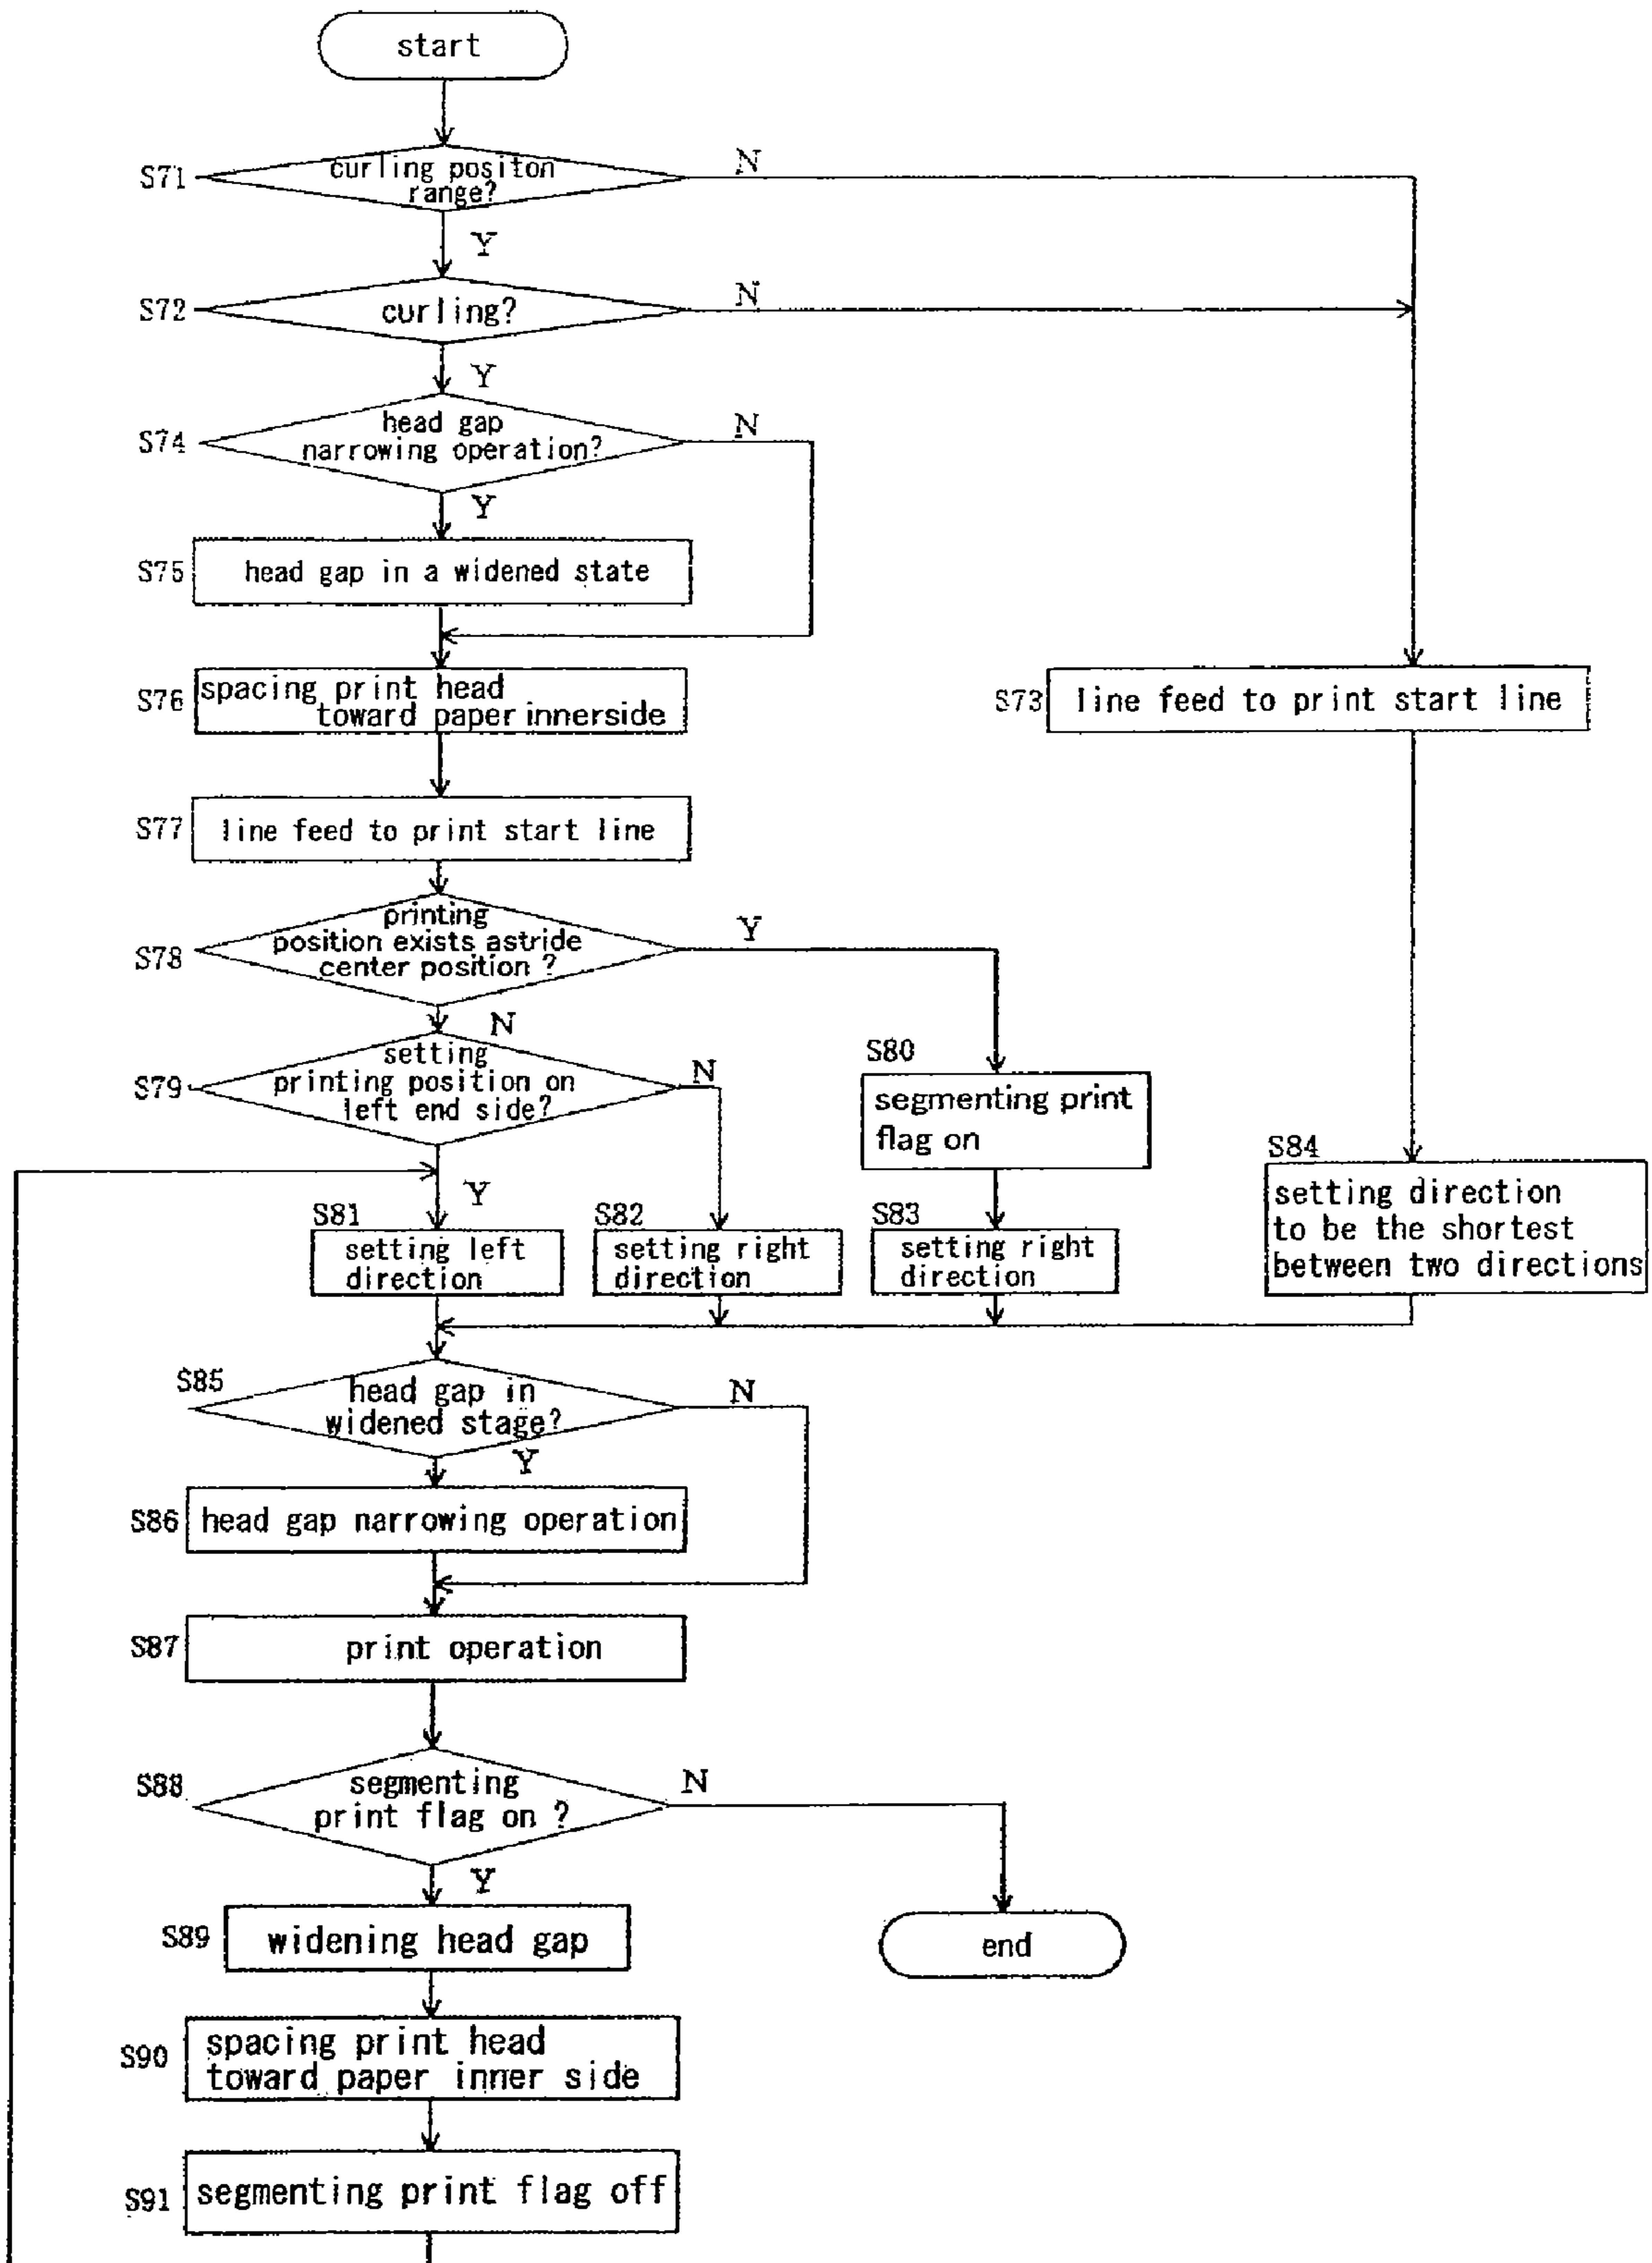 start
S71
curling positon
range?
N
Y
S72
curling?
N
Y
S74
head gap
narrowing operation?
N
Y
S75
head gap in a widened state
S76
spacing print head
toward paper innerside
S73
line feed to print start line
S77
line feed to print start line
S78
printing
position exists astride
center position ?
Y
N
S79
setting
printing position on
left end side?
N
Y
S80
segmenting print
flag on
S84
setting direction
to be the shortest
between two directions
S81
setting left
direction
S82
setting right
direction
S83
setting right
direction
S85
head gap in
widened stage?
N
Y
S86
head gap narrowing operation
S87
print operation
S88
segmenting
print flag on ?
N
Y
S89
widening head gap
end
S90
spacing print head
toward paper inner side
S91
segmenting print flag off